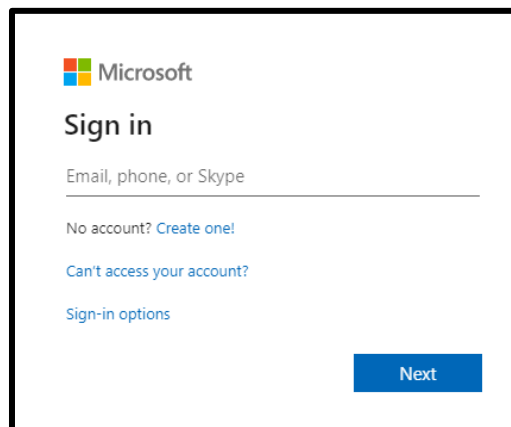 Microsoft
Sign in
Email, phone, or Skype
No account? Create one!
Can't access your account?
Sign-in options
Next